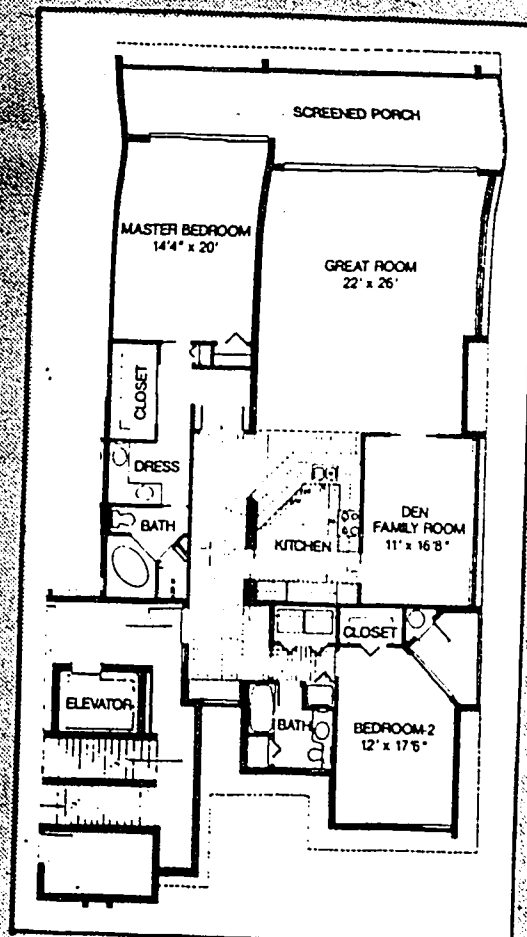 SCREENED PORCH
MASTER BEDROOM
14'4" x 20'
GREAT ROOM
22' x 26'
CLOSET
DRESS
BATH
KITCHEN
DEN
FAMILY ROOM
11' x 16'8"
CLOSET
ELEVATOR
BATH
BEDROOM-2
12' x 17'6"